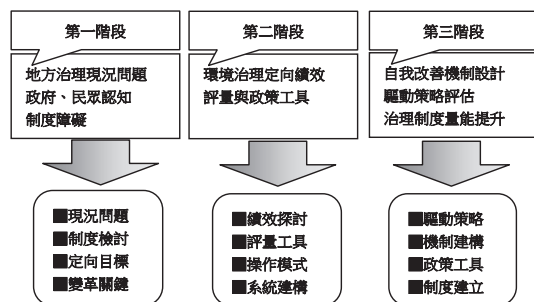 第一階段
地方治理現況問題
政府、民眾認知
制度障礙
■現況問題
■制度檢討
■定向目標
■變革關鍵
第二階段
環境治理定向績效
評量與政策工具
■績效探討
■評量工具
■操作模式
■系統建構
第三階段
自我改善機制設計
驅動策略評估
治理制度量能提升
■驅動策略
■機制建構
■政策工具
■制度建立